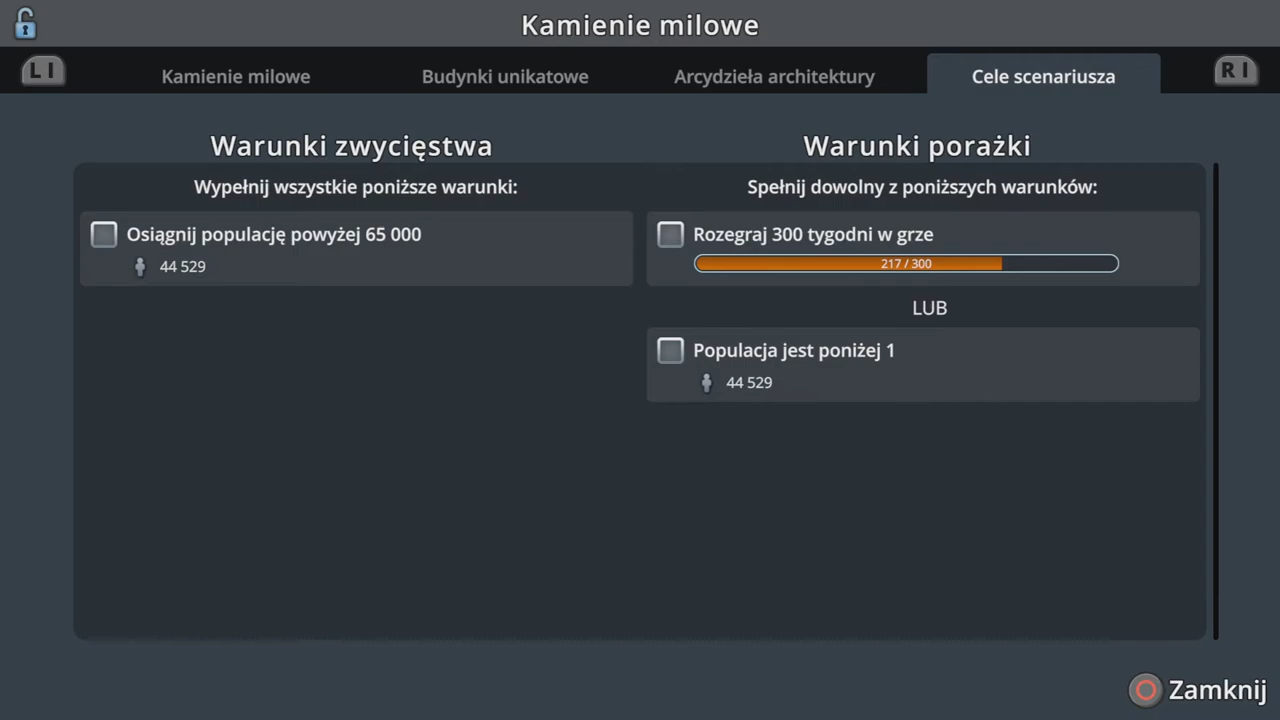 Kamienie milowe
L1
Kamienie milowe
Budynki unikatowe
Arcydzieła architektury
Cele scenariusza
R1
Warunki zwycięstwa
Wypełnij wszystkie poniższe warunki:
Osiągnij populację powyżej 65 000
44 529
Warunki porażki
Spełnij dowolny z poniższych warunków:
Rozegraj 300 tygodni w grze
217 / 300
LUB
Populacja jest poniżej 1
44 529
Zamknij